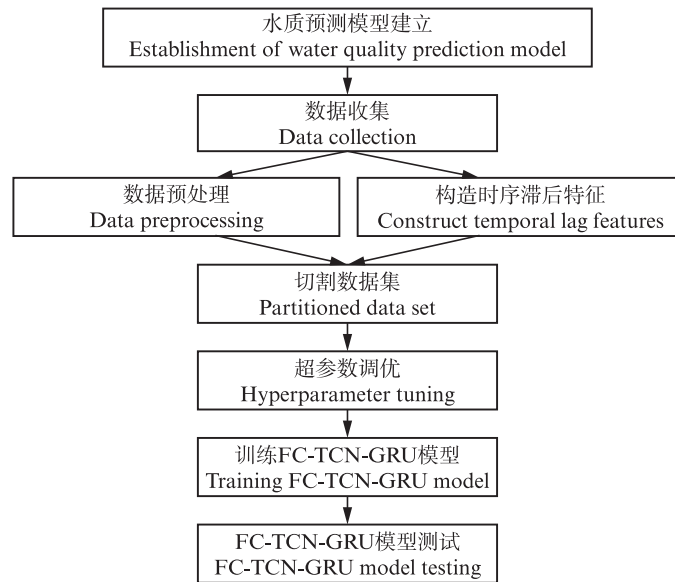 水质预测模型建立
Establishment of water quality prediction model
数据收集
Data collection
数据预处理
Data preprocessing
构造时序滞后特征
Construct temporal lag features
切割数据集
Partitioned data set
超参数调优
Hyperparameter tuning
训练FC-TCN-GRU模型
Training FC-TCN-GRU model
FC-TCN-GRU模型测试
FC-TCN-GRU model testing